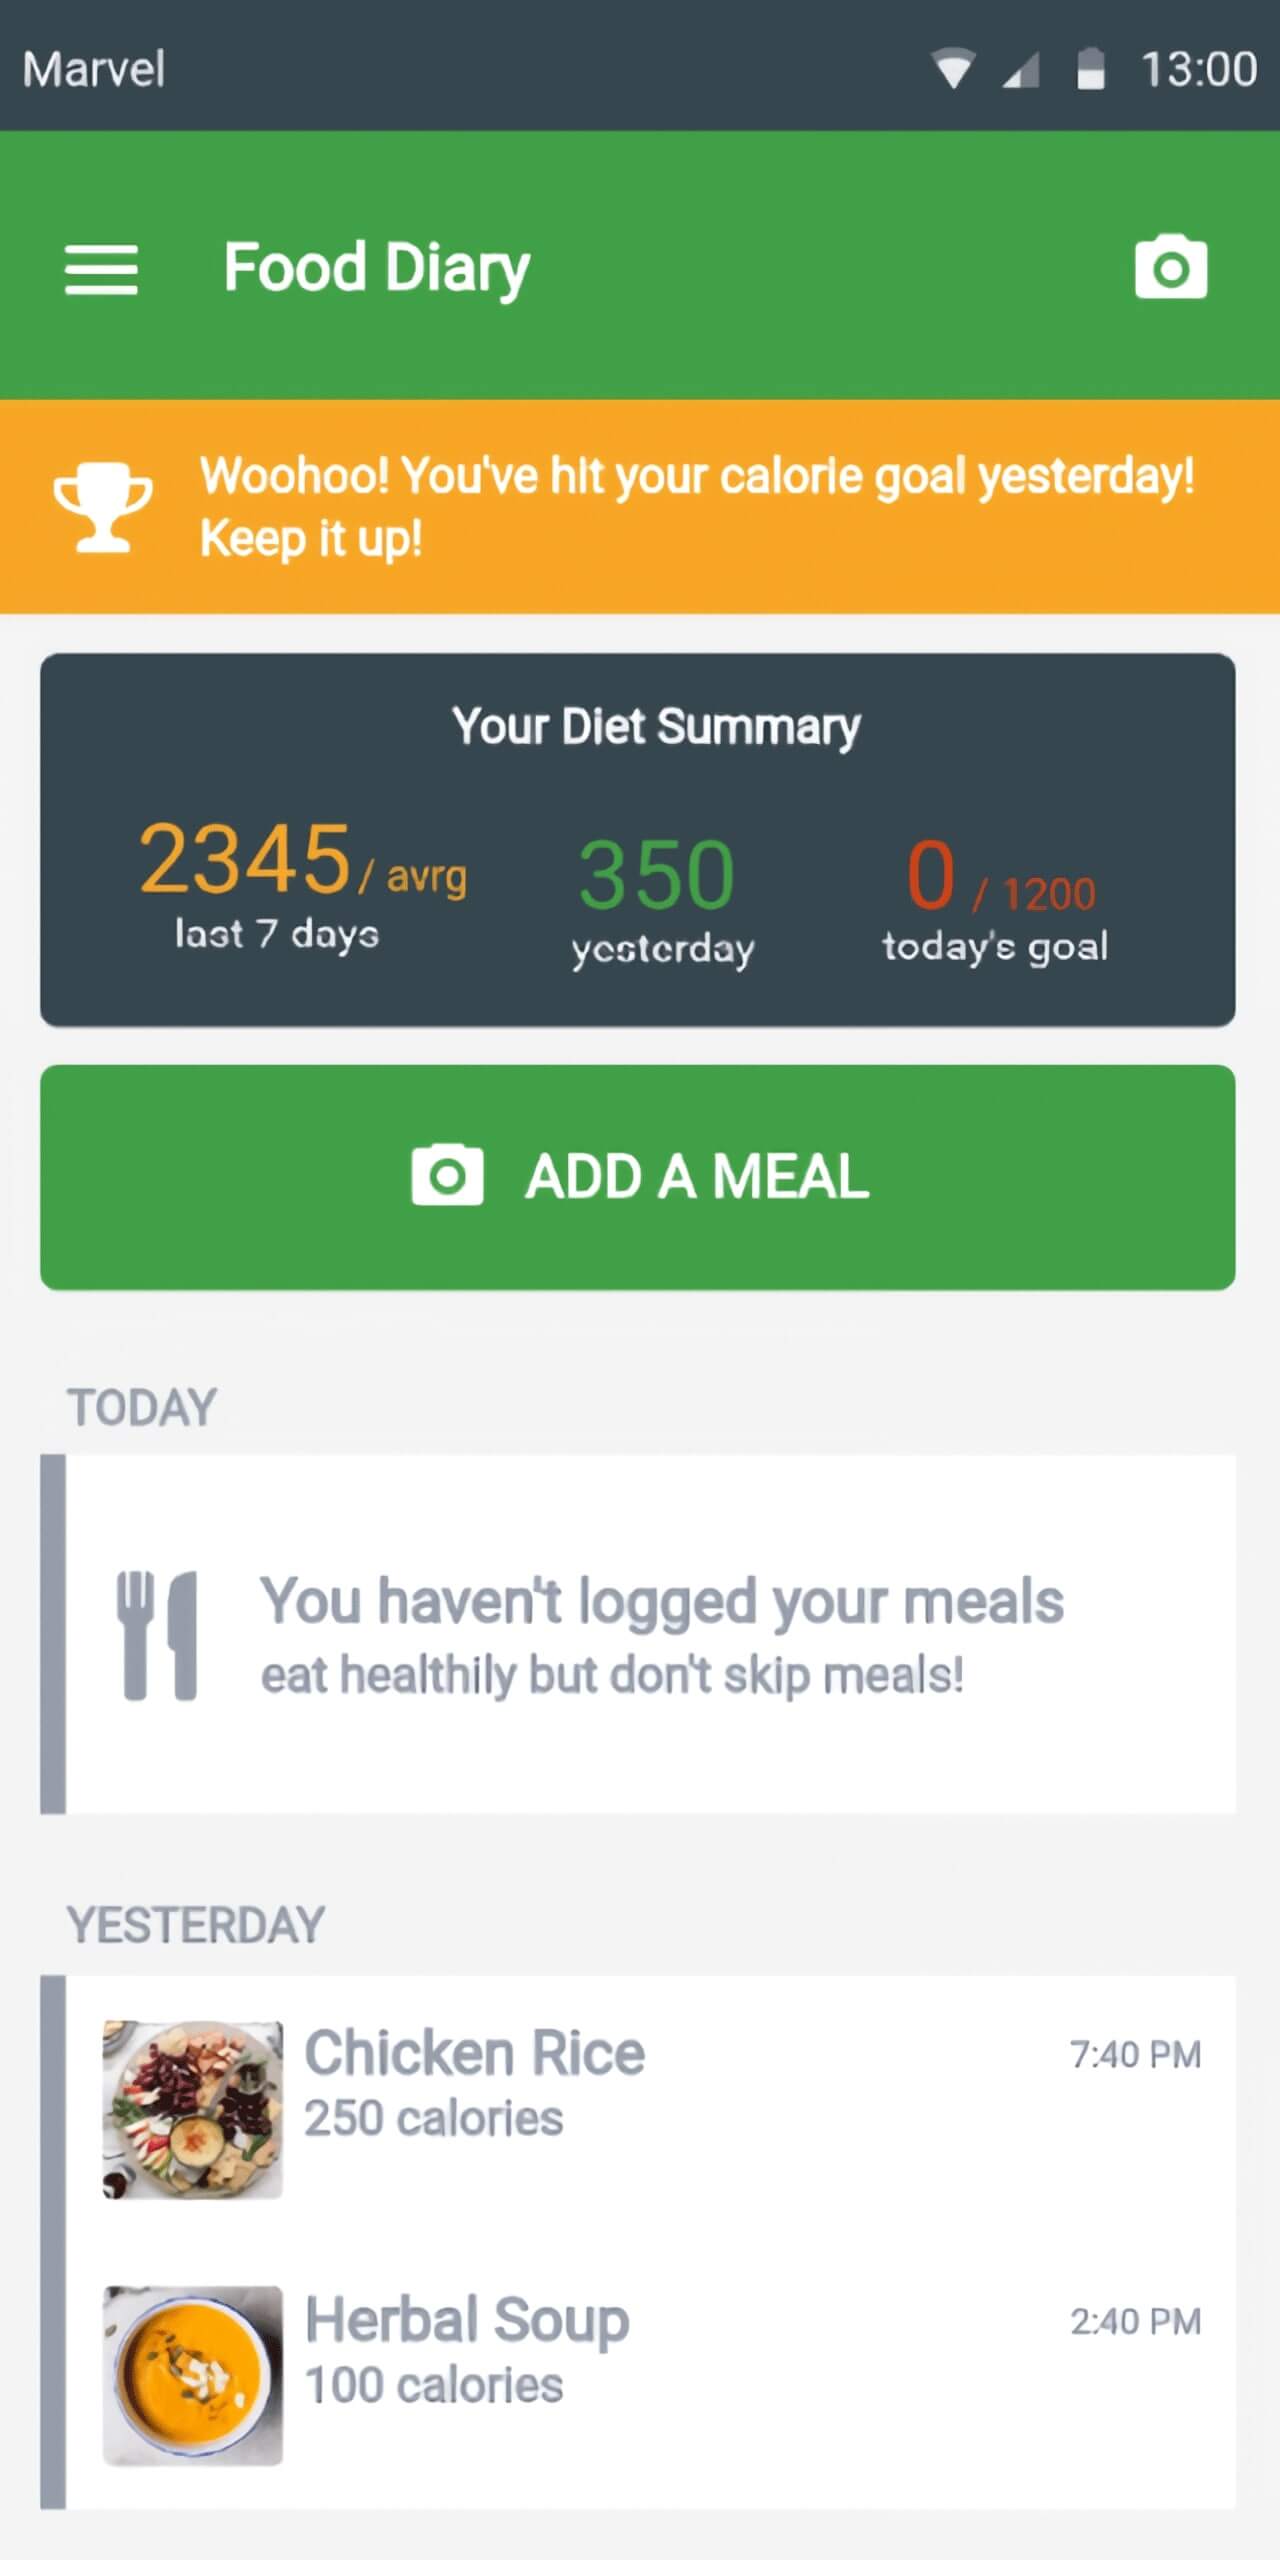 Marvel 13:00
Food Diary
Woohoo! You've hit your calorie goal yesterday!
Keep it up!
Your Diet Summary
2345/ avrg 350 0 / 1200
last 7 days yesterday today's goal
ADD A MEAL
TODAY
You haven't logged your meals
eat healthily but don't skip meals!
YESTERDAY
Chicken Rice 7:40 PM
250 calories
Herbal Soup 2:40 PM
100 calories